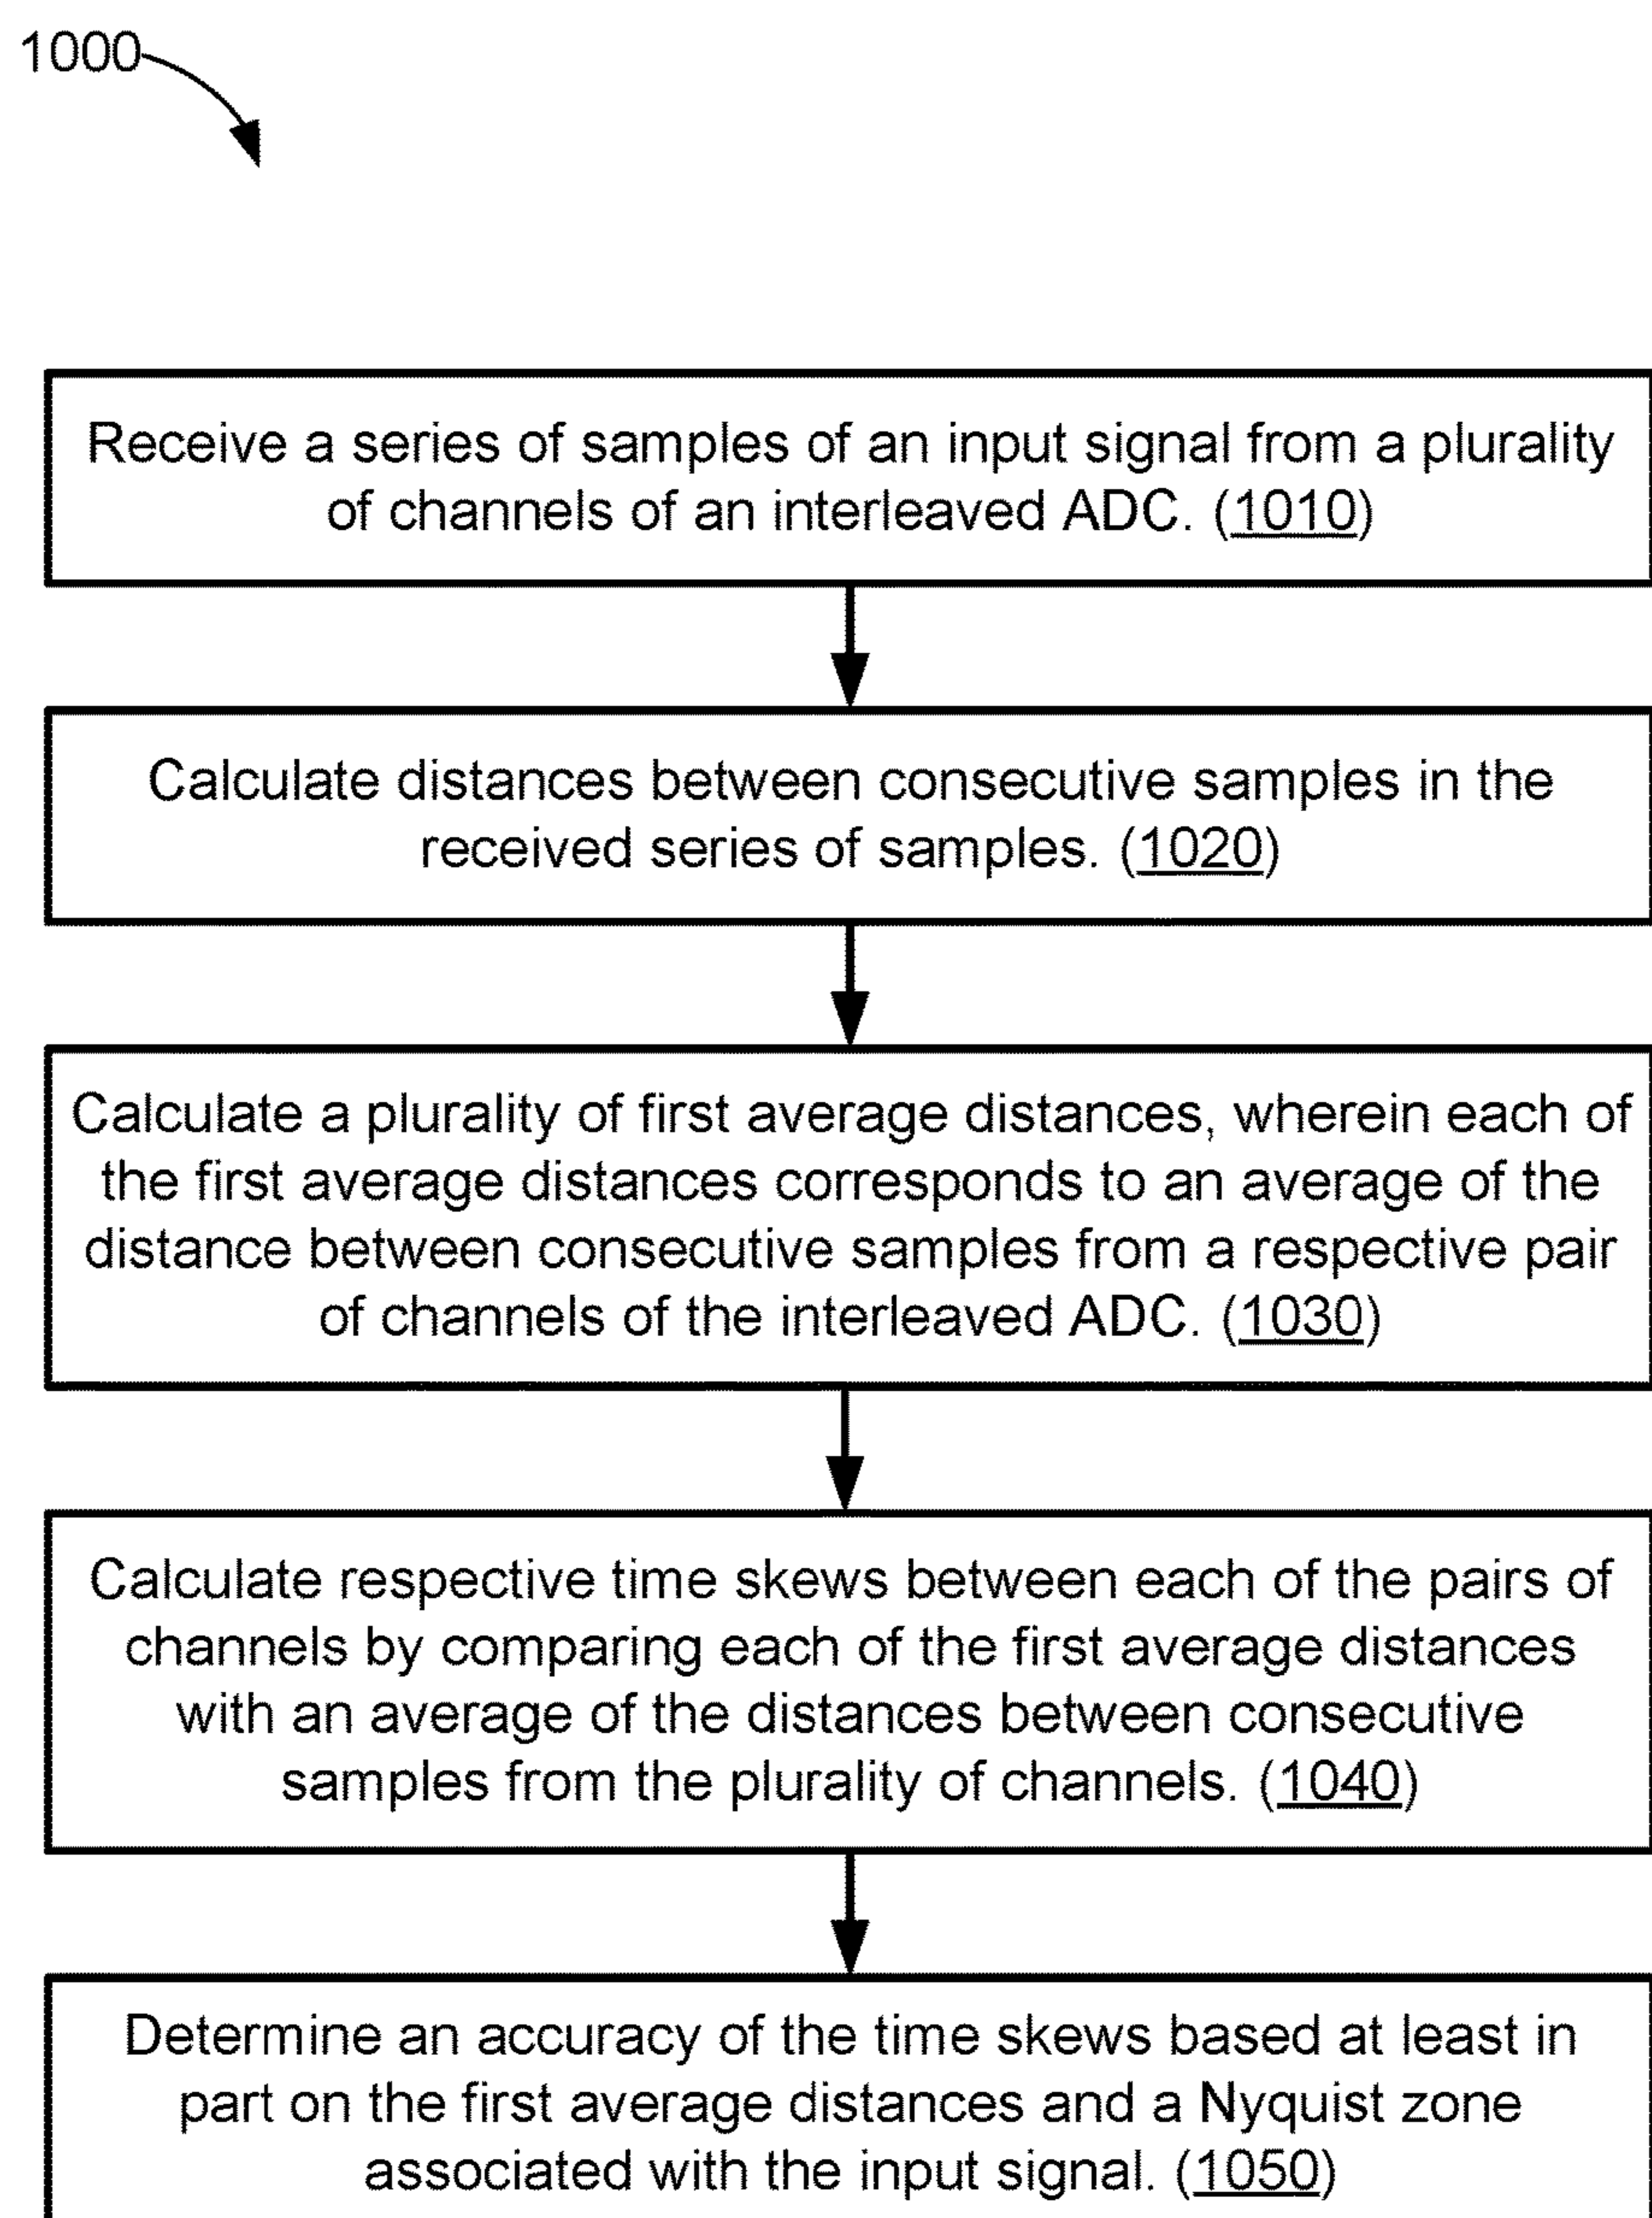 1000
Receive a series of samples of an input signal from a plurality
of channels of an interleaved ADC. (1010)
Calculate distances between consecutive samples in the
received series of samples. (1020)
Calculate a plurality of first average distances, wherein each of
the first average distances corresponds to an average of the
distance between consecutive samples from a respective pair
of channels of the interleaved ADC. (1030)
Calculate respective time skews between each of the pairs of
channels by comparing each of the first average distances
with an average of the distances between consecutive
samples from the plurality of channels. (1040)
Determine an accuracy of the time skews based at least in
part on the first average distances and a Nyquist zone
associated with the input signal. (1050)